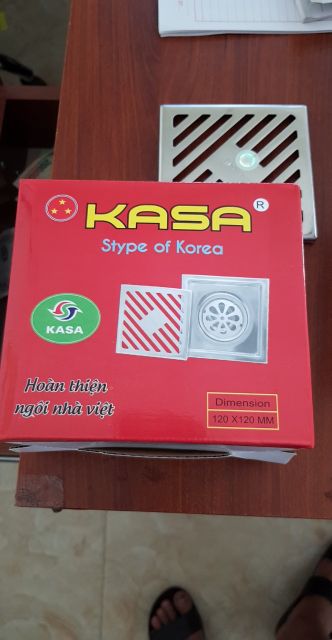 KASA ®
Stype of Korea
KASA
Hoàn thiện
ngôi nhà việt
Dimension
120 X120 MM